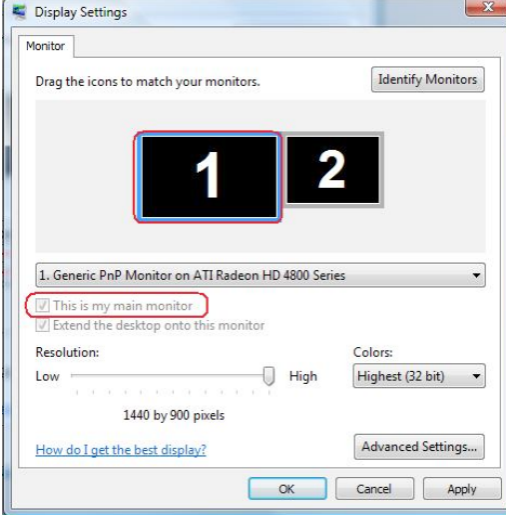 Display Settings
Monitor
Drag the icons to match your monitors.
Identify Monitors
1 2
1. Generic PnP Monitor on ATI Radeon HD 4800 Series
This is my main monitor
Extend the desktop onto this monitor
Resolution:
Colors:
Low High
Highest (32 bit)
1440 by 900 pixels
How do I get the best display?
Advanced Settings...
OK Cancel Apply